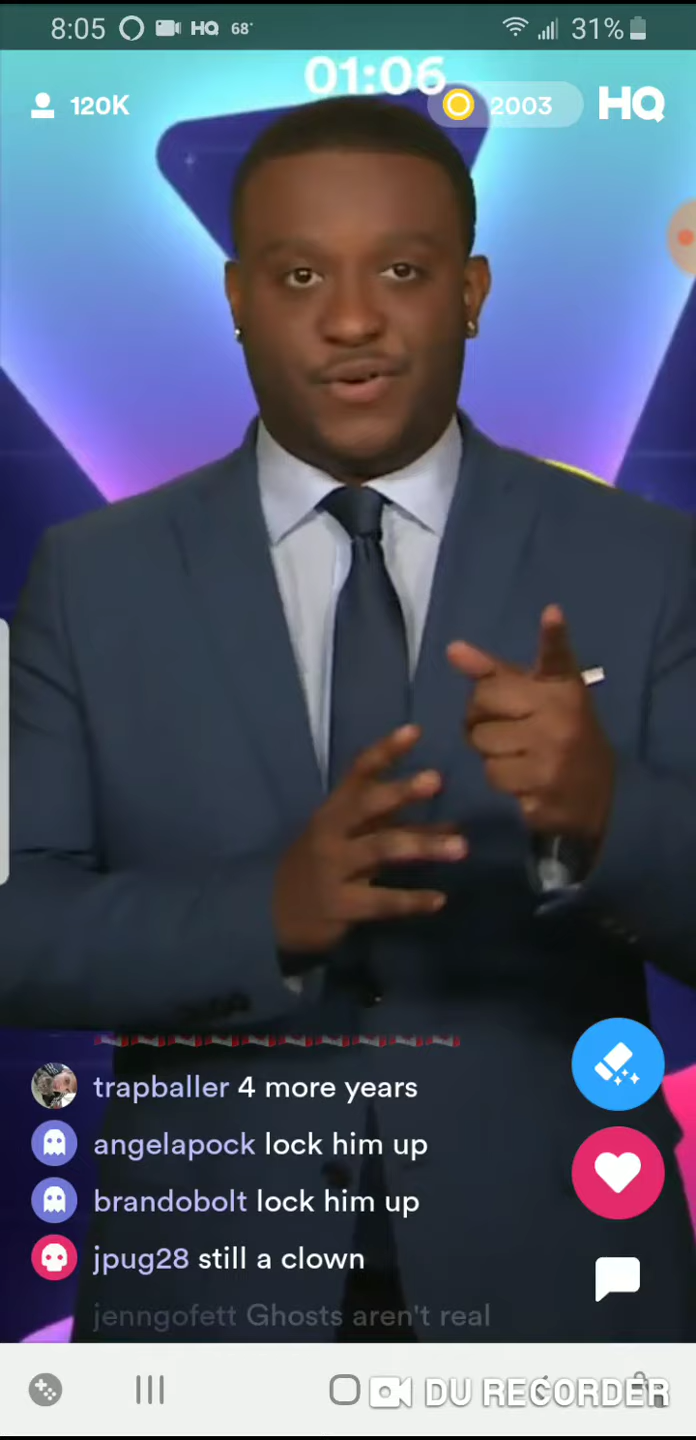 8:05 HQ 68° 31%
01:06
120K 2003 HQ
trapballer 4 more years
angelapock lock him up
brandobolt lock him up
jpug28 still a clown
jenngofett Ghosts aren't real
DU RECORDER